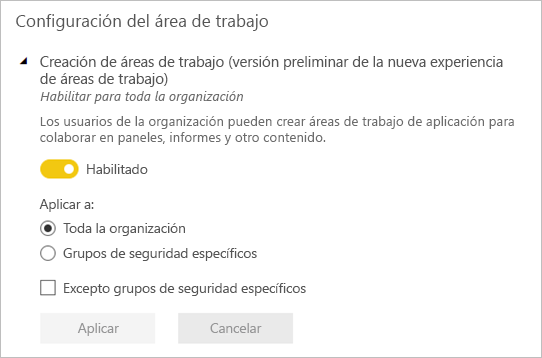 Configuración del área de trabajo
Creación de áreas de trabajo (versión preliminar de la nueva experiencia
de áreas de trabajo)
Habilitar para toda la organización
Los usuarios de la organización pueden crear áreas de trabajo de aplicación para
colaborar en paneles, informes y otro contenido.
Habilitado
Aplicar a:
Toda la organización
Grupos de seguridad específicos
Excepto grupos de seguridad específicos
Aplicar
Cancelar